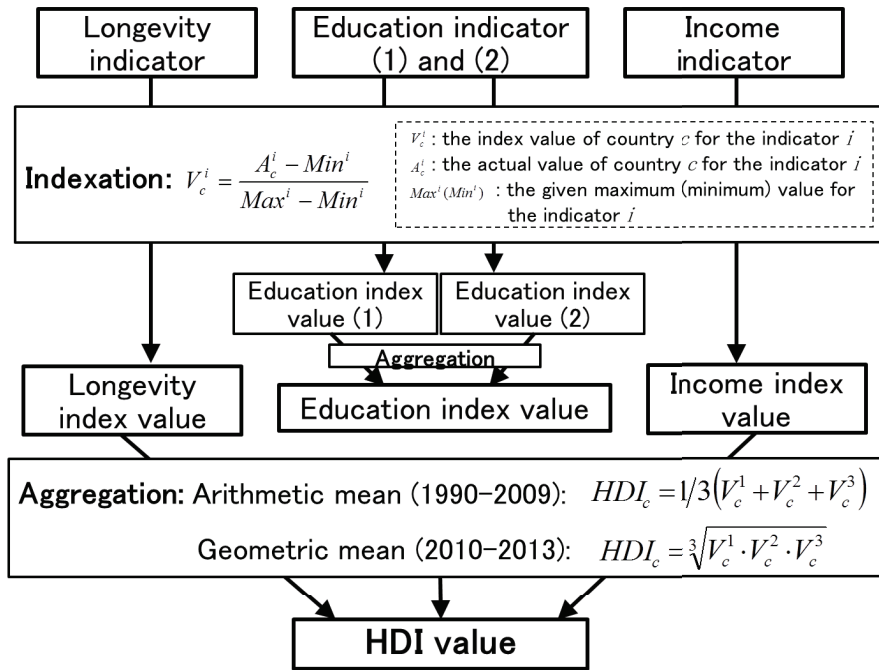 Longevity
indicator
Education indicator
(1) and (2)
Income
indicator
Indexation: V_c^i = (A_c^i − Min^i) / (Max^i − Min^i)
V_c^i : the index value of country c for the indicator i
A_c^i : the actual value of country c for the indicator i
Max^i (Min^i) : the given maximum (minimum) value for
the indicator i
Education index
value (1)
Education index
value (2)
Aggregation
Longevity
index value
Education index value
Income index
value
Aggregation: Arithmetic mean (1990-2009): HDI_c = 1/3(V_c^1 + V_c^2 + V_c^3)
Geometric mean (2010-2013): HDI_c = ∛(V_c^1 · V_c^2 · V_c^3)
HDI value